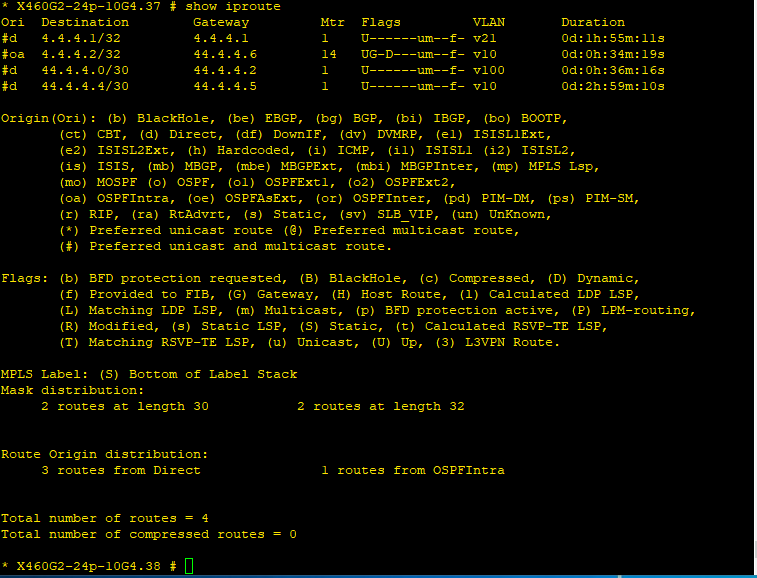 * X460G2-24p-10G4.37 # show iproute
Ori  Destination        Gateway         Mtr  Flags         VLAN       Duration
#d   4.4.4.1/32         4.4.4.1         1    U------um--f- v21        0d:1h:55m:11s
#oa  4.4.4.2/32         44.4.4.6        14   UG-D---um--f- v10        0d:0h:34m:19s
#d   44.4.4.0/30        44.4.4.2        1    U------um--f- v100       0d:0h:36m:16s
#d   44.4.4.4/30        44.4.4.5        1    U------um--f- v10        0d:2h:59m:10s
Origin(Ori): (b) BlackHole, (be) EBGP, (bg) BGP, (bi) IBGP, (bo) BOOTP,
(ct) CBT, (d) Direct, (df) DownIF, (dv) DVMRP, (e1) ISISL1Ext,
(e2) ISISL2Ext, (h) Hardcoded, (i) ICMP, (i1) ISISL1 (i2) ISISL2,
(is) ISIS, (mb) MBGP, (mbe) MBGPExt, (mbi) MBGPInter, (mp) MPLS Lsp,
(mo) MOSPF (o) OSPF, (o1) OSPFExt1, (o2) OSPFExt2,
(oa) OSPFIntra, (oe) OSPFAsExt, (or) OSPFInter, (pd) PIM-DM, (ps) PIM-SM,
(r) RIP, (ra) RtAdvrt, (s) Static, (sv) SLB_VIP, (un) UnKnown,
(*) Preferred unicast route (@) Preferred multicast route,
(#) Preferred unicast and multicast route.
Flags: (b) BFD protection requested, (B) BlackHole, (c) Compressed, (D) Dynamic,
(f) Provided to FIB, (G) Gateway, (H) Host Route, (l) Calculated LDP LSP,
(L) Matching LDP LSP, (m) Multicast, (p) BFD protection active, (P) LPM-routing,
(R) Modified, (s) Static LSP, (S) Static, (t) Calculated RSVP-TE LSP,
(T) Matching RSVP-TE LSP, (u) Unicast, (U) Up, (3) L3VPN Route.
MPLS Label: (S) Bottom of Label Stack
Mask distribution:
2 routes at length 30           2 routes at length 32
Route Origin distribution:
3 routes from Direct               1 routes from OSPFIntra
Total number of routes = 4
Total number of compressed routes = 0
* X460G2-24p-10G4.38 #